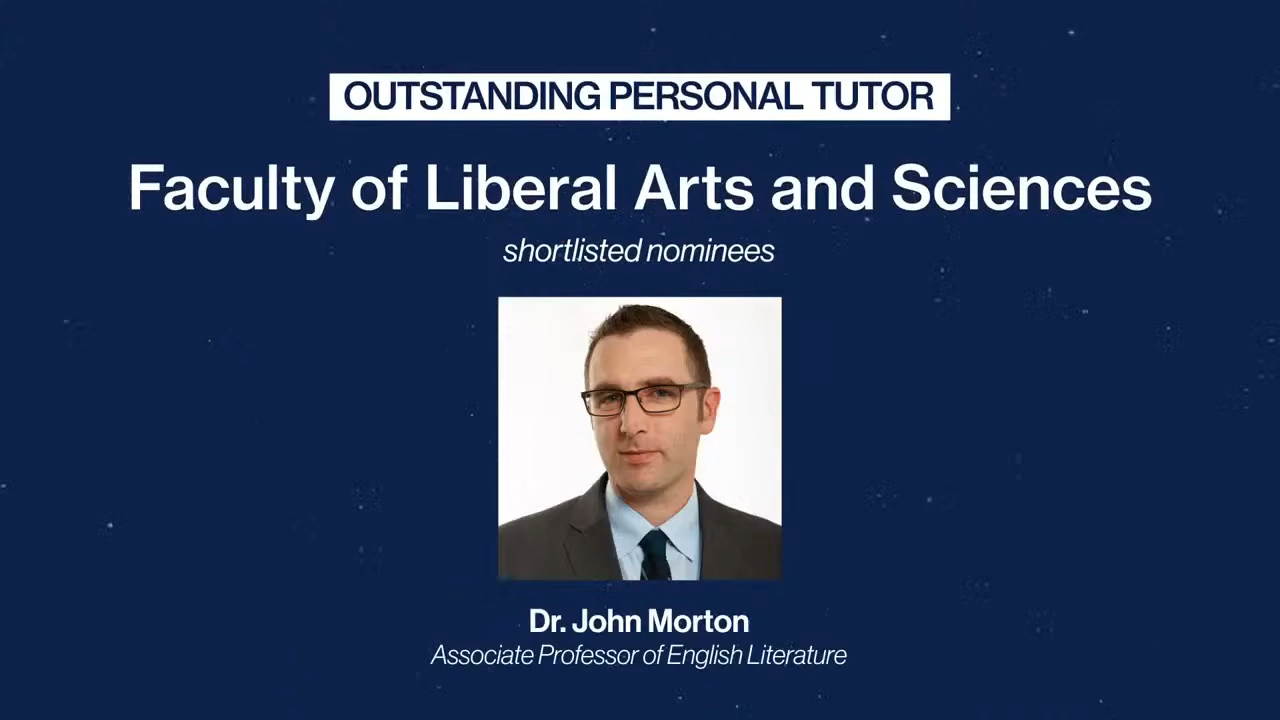 OUTSTANDING PERSONAL TUTOR
Faculty of Liberal Arts and Sciences
shortlisted nominees
Dr. John Morton
Associate Professor of English Literature